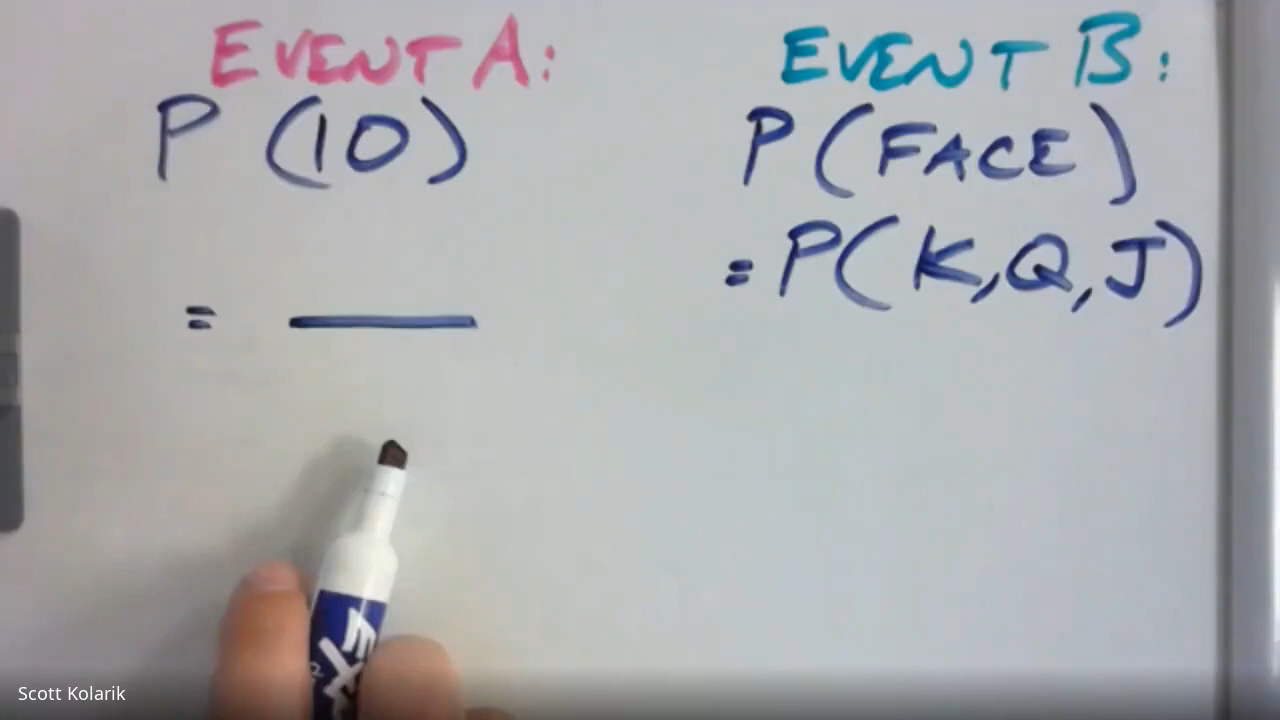 EVENT A:
P (10)
=
EVENT B:
P (FACE)
= P( K, Q, J )
Scott Kolarik